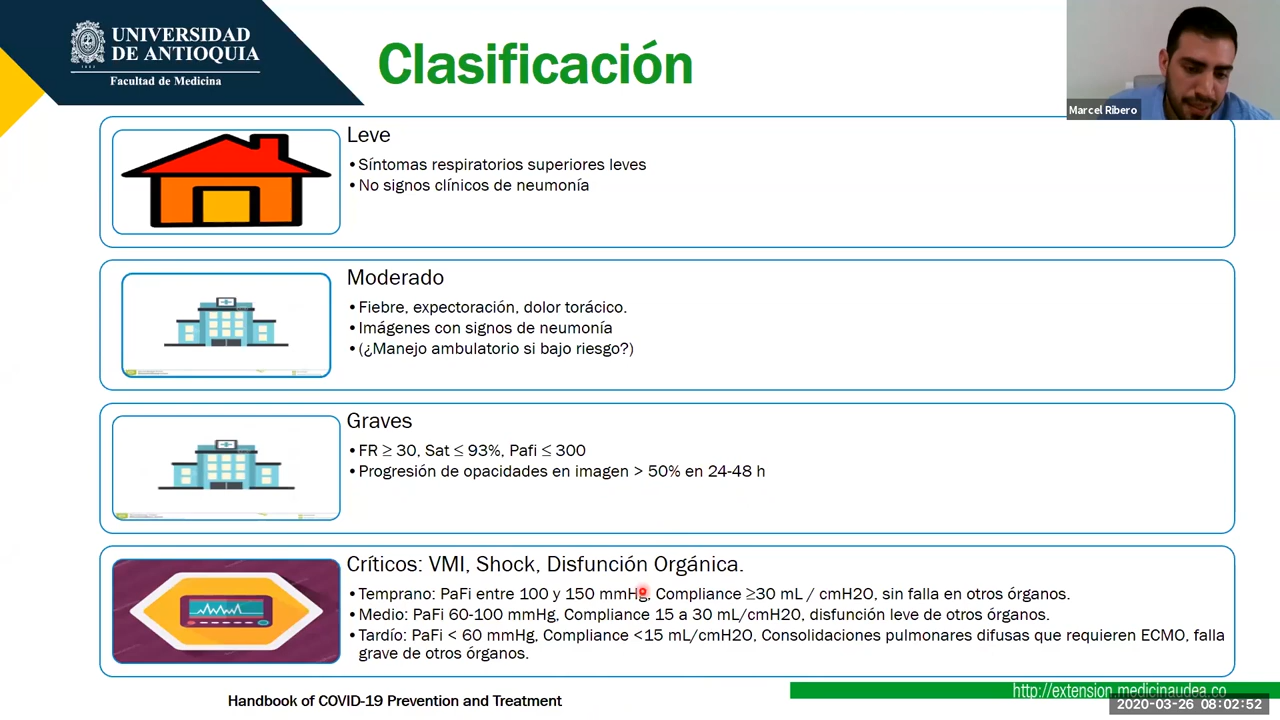 UNIVERSIDAD
DE ANTIOQUIA
Facultad de Medicina
Clasificación
Marcel Ribero
Leve
•Síntomas respiratorios superiores leves
•No signos clínicos de neumonía
Moderado
•Fiebre, expectoración, dolor torácico.
•Imágenes con signos de neumonía
•(¿Manejo ambulatorio si bajo riesgo?)
Graves
•FR ≥ 30, Sat ≤ 93%, Pafi ≤ 300
•Progresión de opacidades en imagen > 50% en 24-48 h
Críticos: VMI, Shock, Disfunción Orgánica.
•Temprano: PaFi entre 100 y 150 mmHg, Compliance ≥30 mL / cmH2O, sin falla en otros órganos.
•Medio: PaFi 60-100 mmHg, Compliance 15 a 30 mL/cmH2O, disfunción leve de otros órganos.
•Tardío: PaFi < 60 mmHg, Compliance <15 mL/cmH2O, Consolidaciones pulmonares difusas que requieren ECMO, falla
grave de otros órganos.
Handbook of COVID-19 Prevention and Treatment
http://extension.medicinaudea.co
2020-03-26 08:02:52